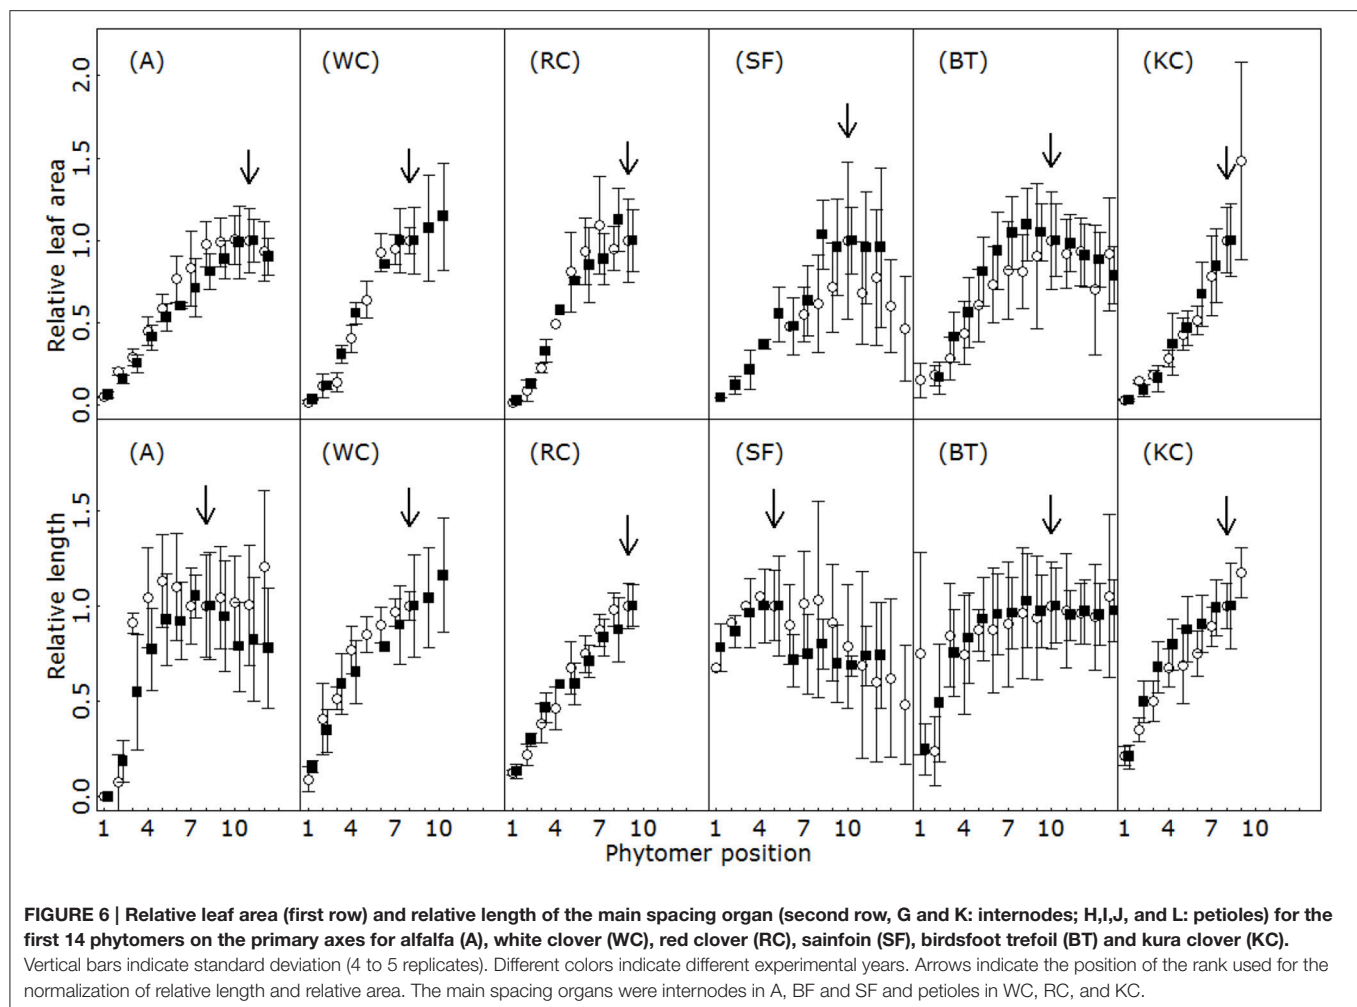 (A) (WC) (RC) (SF) (BT) (KC)
Relative leaf area
2.0
1.5
1.0
0.5
0.0
(A) (WC) (RC) (SF) (BT) (KC)
Relative length
1.5
1.0
0.5
0.0
1 4 7 10 1 4 7 10 1 4 7 10 1 4 7 10 1 4 7 10 1 4 7 10
Phytomer position
FIGURE 6 | Relative leaf area (first row) and relative length of the main spacing organ (second row, G and K: internodes; H,I,J, and L: petioles) for the
first 14 phytomers on the primary axes for alfalfa (A), white clover (WC), red clover (RC), sainfoin (SF), birdsfoot trefoil (BT) and kura clover (KC).
Vertical bars indicate standard deviation (4 to 5 replicates). Different colors indicate different experimental years. Arrows indicate the position of the rank used for the
normalization of relative length and relative area. The main spacing organs were internodes in A, BF and SF and petioles in WC, RC, and KC.